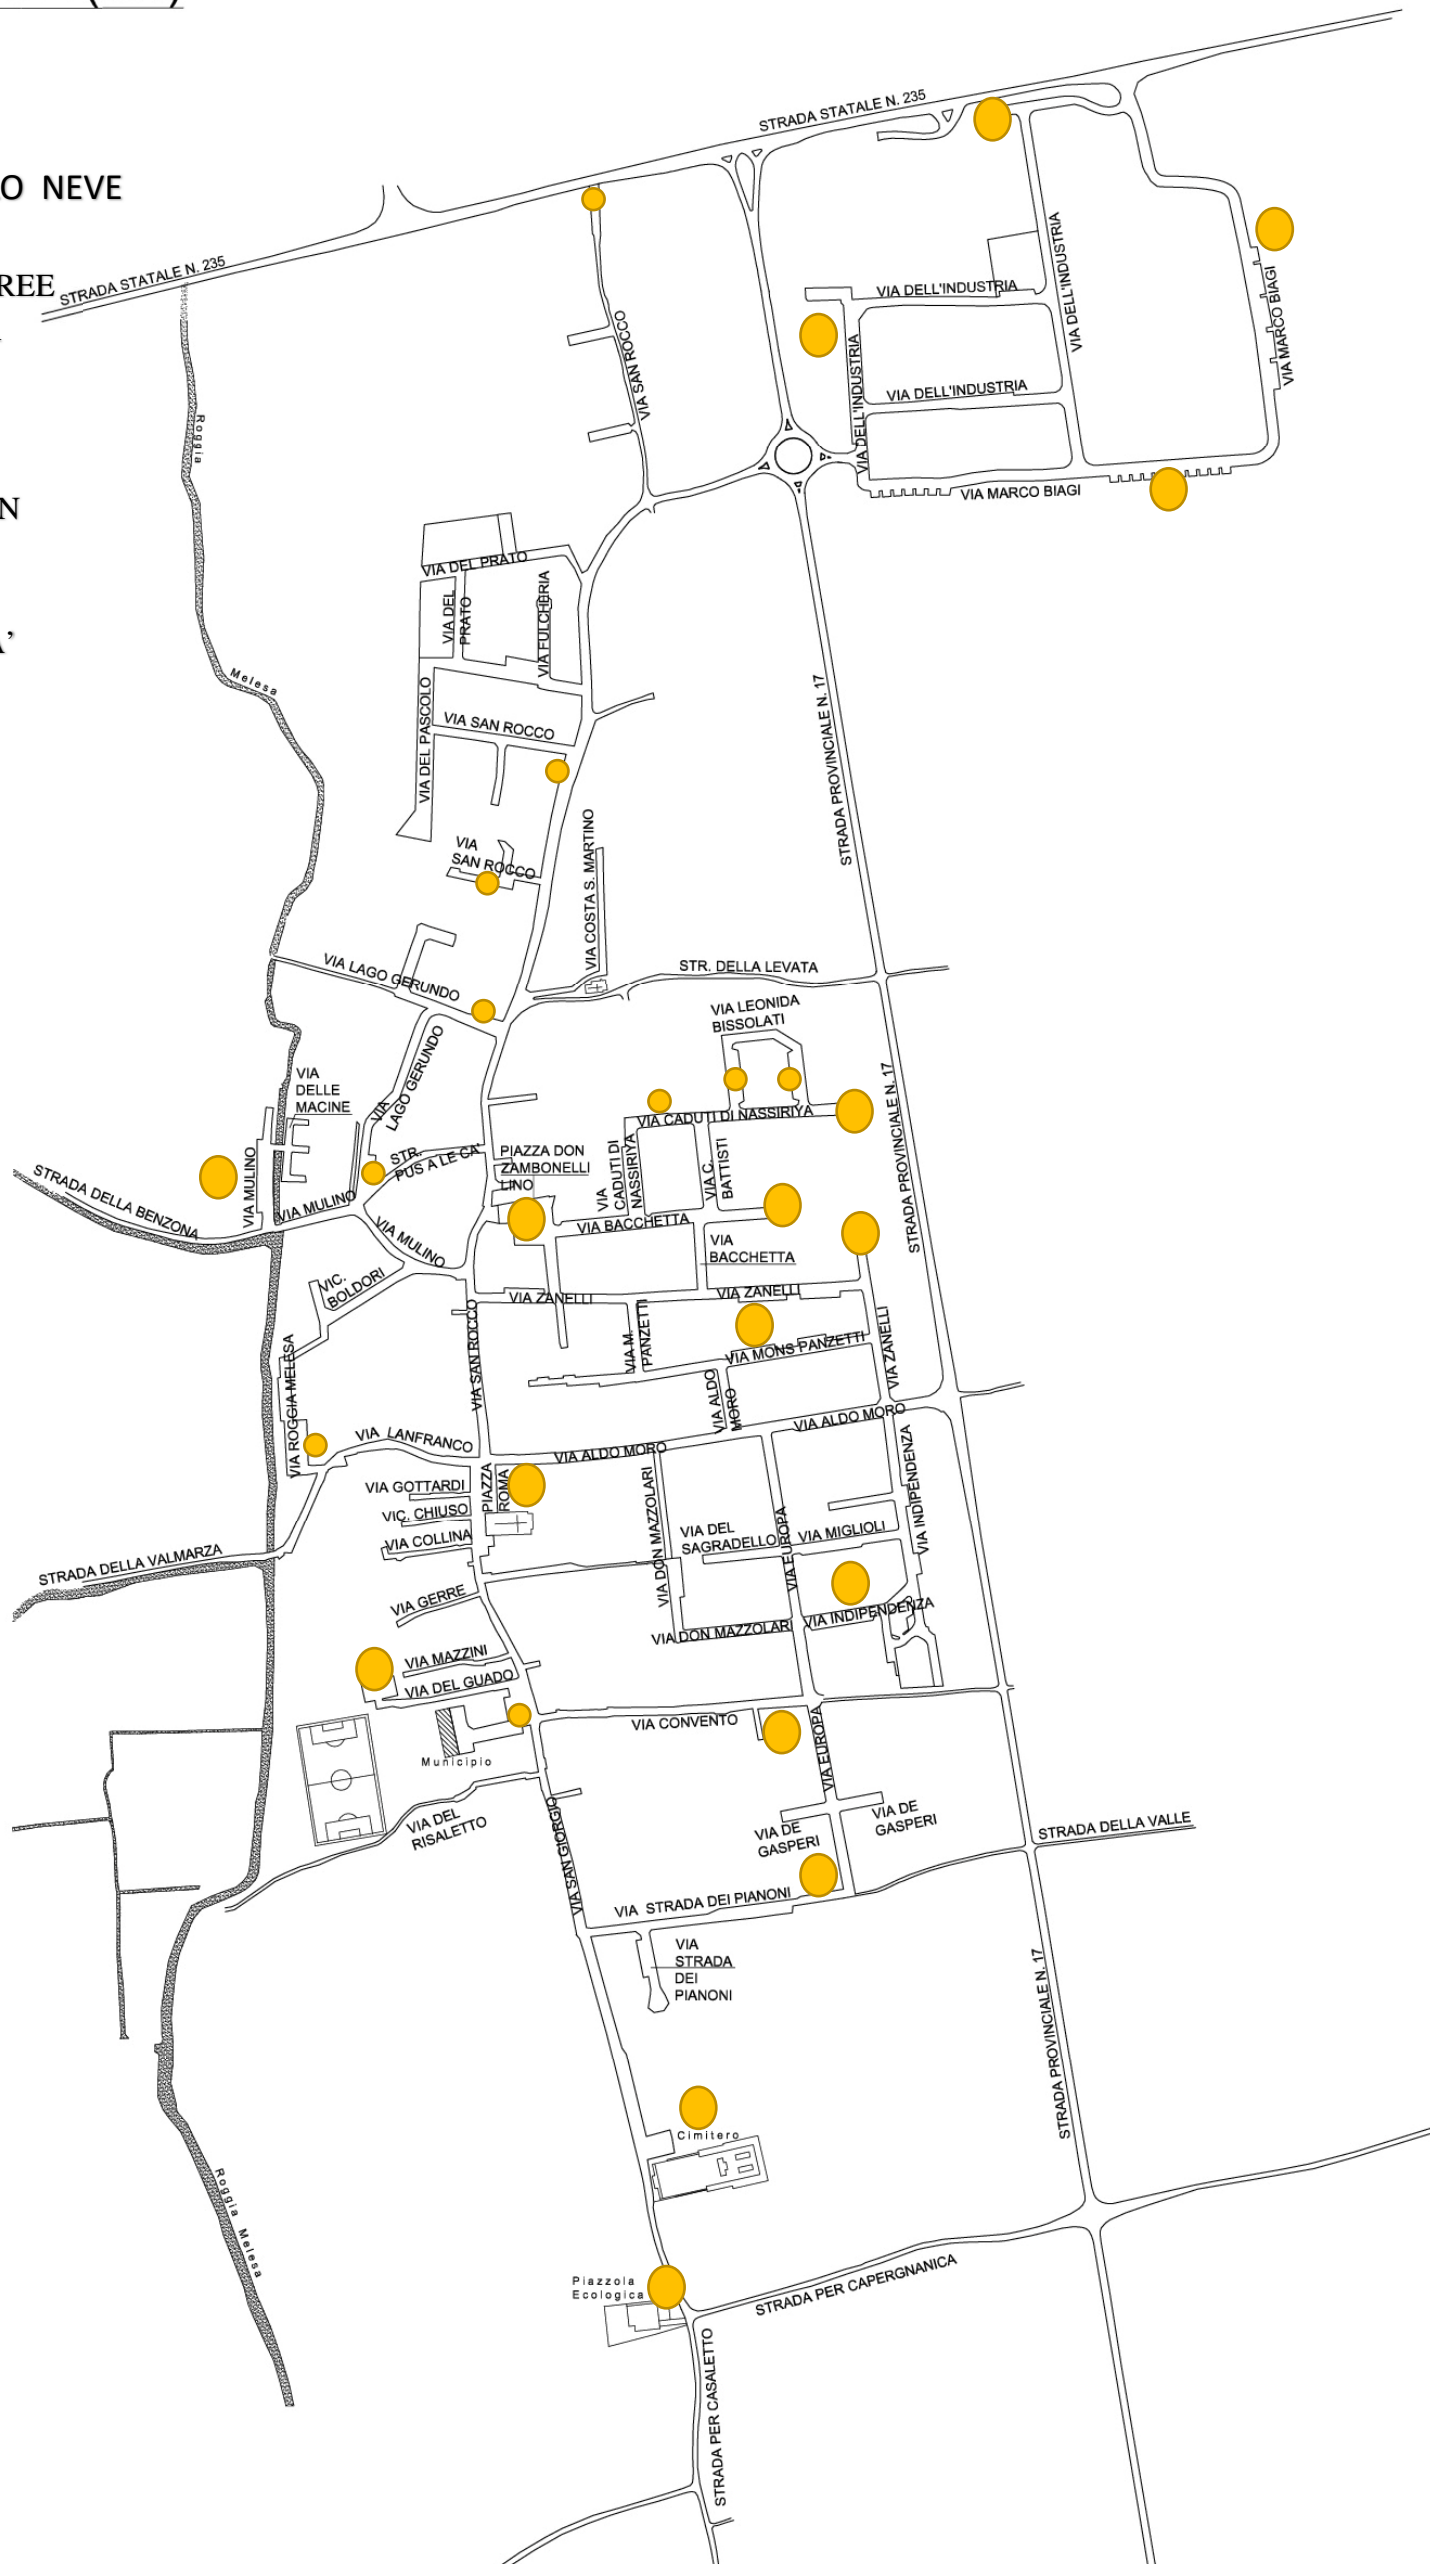 O NEVE
REE
N
A'
STRADA STATALE N. 235
STRADA STATALE N. 235
VIA DELL'INDUSTRIA
VIA DELL'INDUSTRIA
VIA DELL'INDUSTRIA
VIA DELL'INDUSTRIA
VIA MARCO BIAGI
VIA MARCO BIAGI
VIA SAN ROCCO
Roggia
Melesa
VIA DEL PRATO
VIA DEL
PRATO
VIA FULCHERIA
VIA DEL PASCOLO
VIA SAN ROCCO
STRADA PROVINCIALE N. 17
VIA
SAN ROCCO
VIA COSTA S. MARTINO
VIA LAGO GERUNDO
STR. DELLA LEVATA
VIA LEONIDA
BISSOLATI
VIA
LAGO GERUNDO
VIA
DELLE
MACINE
VIA CADUTI DI NASSIRIYA
STRADA PROVINCIALE N. 17
STR.
PUS A LE CA'
PIAZZA DON
ZAMBONELLI
LINO
VIA
CADUTI DI
NASSIRIYA
VIA C.
BATTISTI
VIA MULINO
STRADA DELLA BENZONA
VIA MULINO
VIA MULINO
VIA BACCHETTA
VIA
BACCHETTA
VIC.
BOLDORI
VIA ZANELLI
VIA ZANELLI
VIA SAN ROCCO
VIA M.
PANZETTI
VIA MONS PANZETTI
VIA ZANELLI
VIA ROGGIA MELESA
VIA ALDO
MORO
VIA ALDO MORO
VIA LANFRANCO
VIA ALDO MORO
VIA GOTTARDI
PIAZZA
ROMA
VIC. CHIUSO
VIA COLLINA
VIA DON MAZZOLARI
VIA DEL
SAGRADELLO
VIA EUROPA
VIA MIGLIOLI
VIA INDIPENDENZA
STRADA DELLA VALMARZA
VIA GERRE
VIA INDIPENDENZA
VIA DON MAZZOLARI
VIA MAZZINI
VIA DEL GUADO
VIA CONVENTO
VIA EUROPA
Municipio
VIA DEL
RISALETTO
VIA SAN GIORGIO
VIA DE
GASPERI
VIA DE
GASPERI
STRADA DELLA VALLE
VIA STRADA DEI PIANONI
VIA
STRADA
DEI
PIANONI
STRADA PROVINCIALE N. 17
Cimitero
Roggia Melesa
Piazzola
Ecologica
STRADA PER CAPERGNANICA
STRADA PER CASALETTO